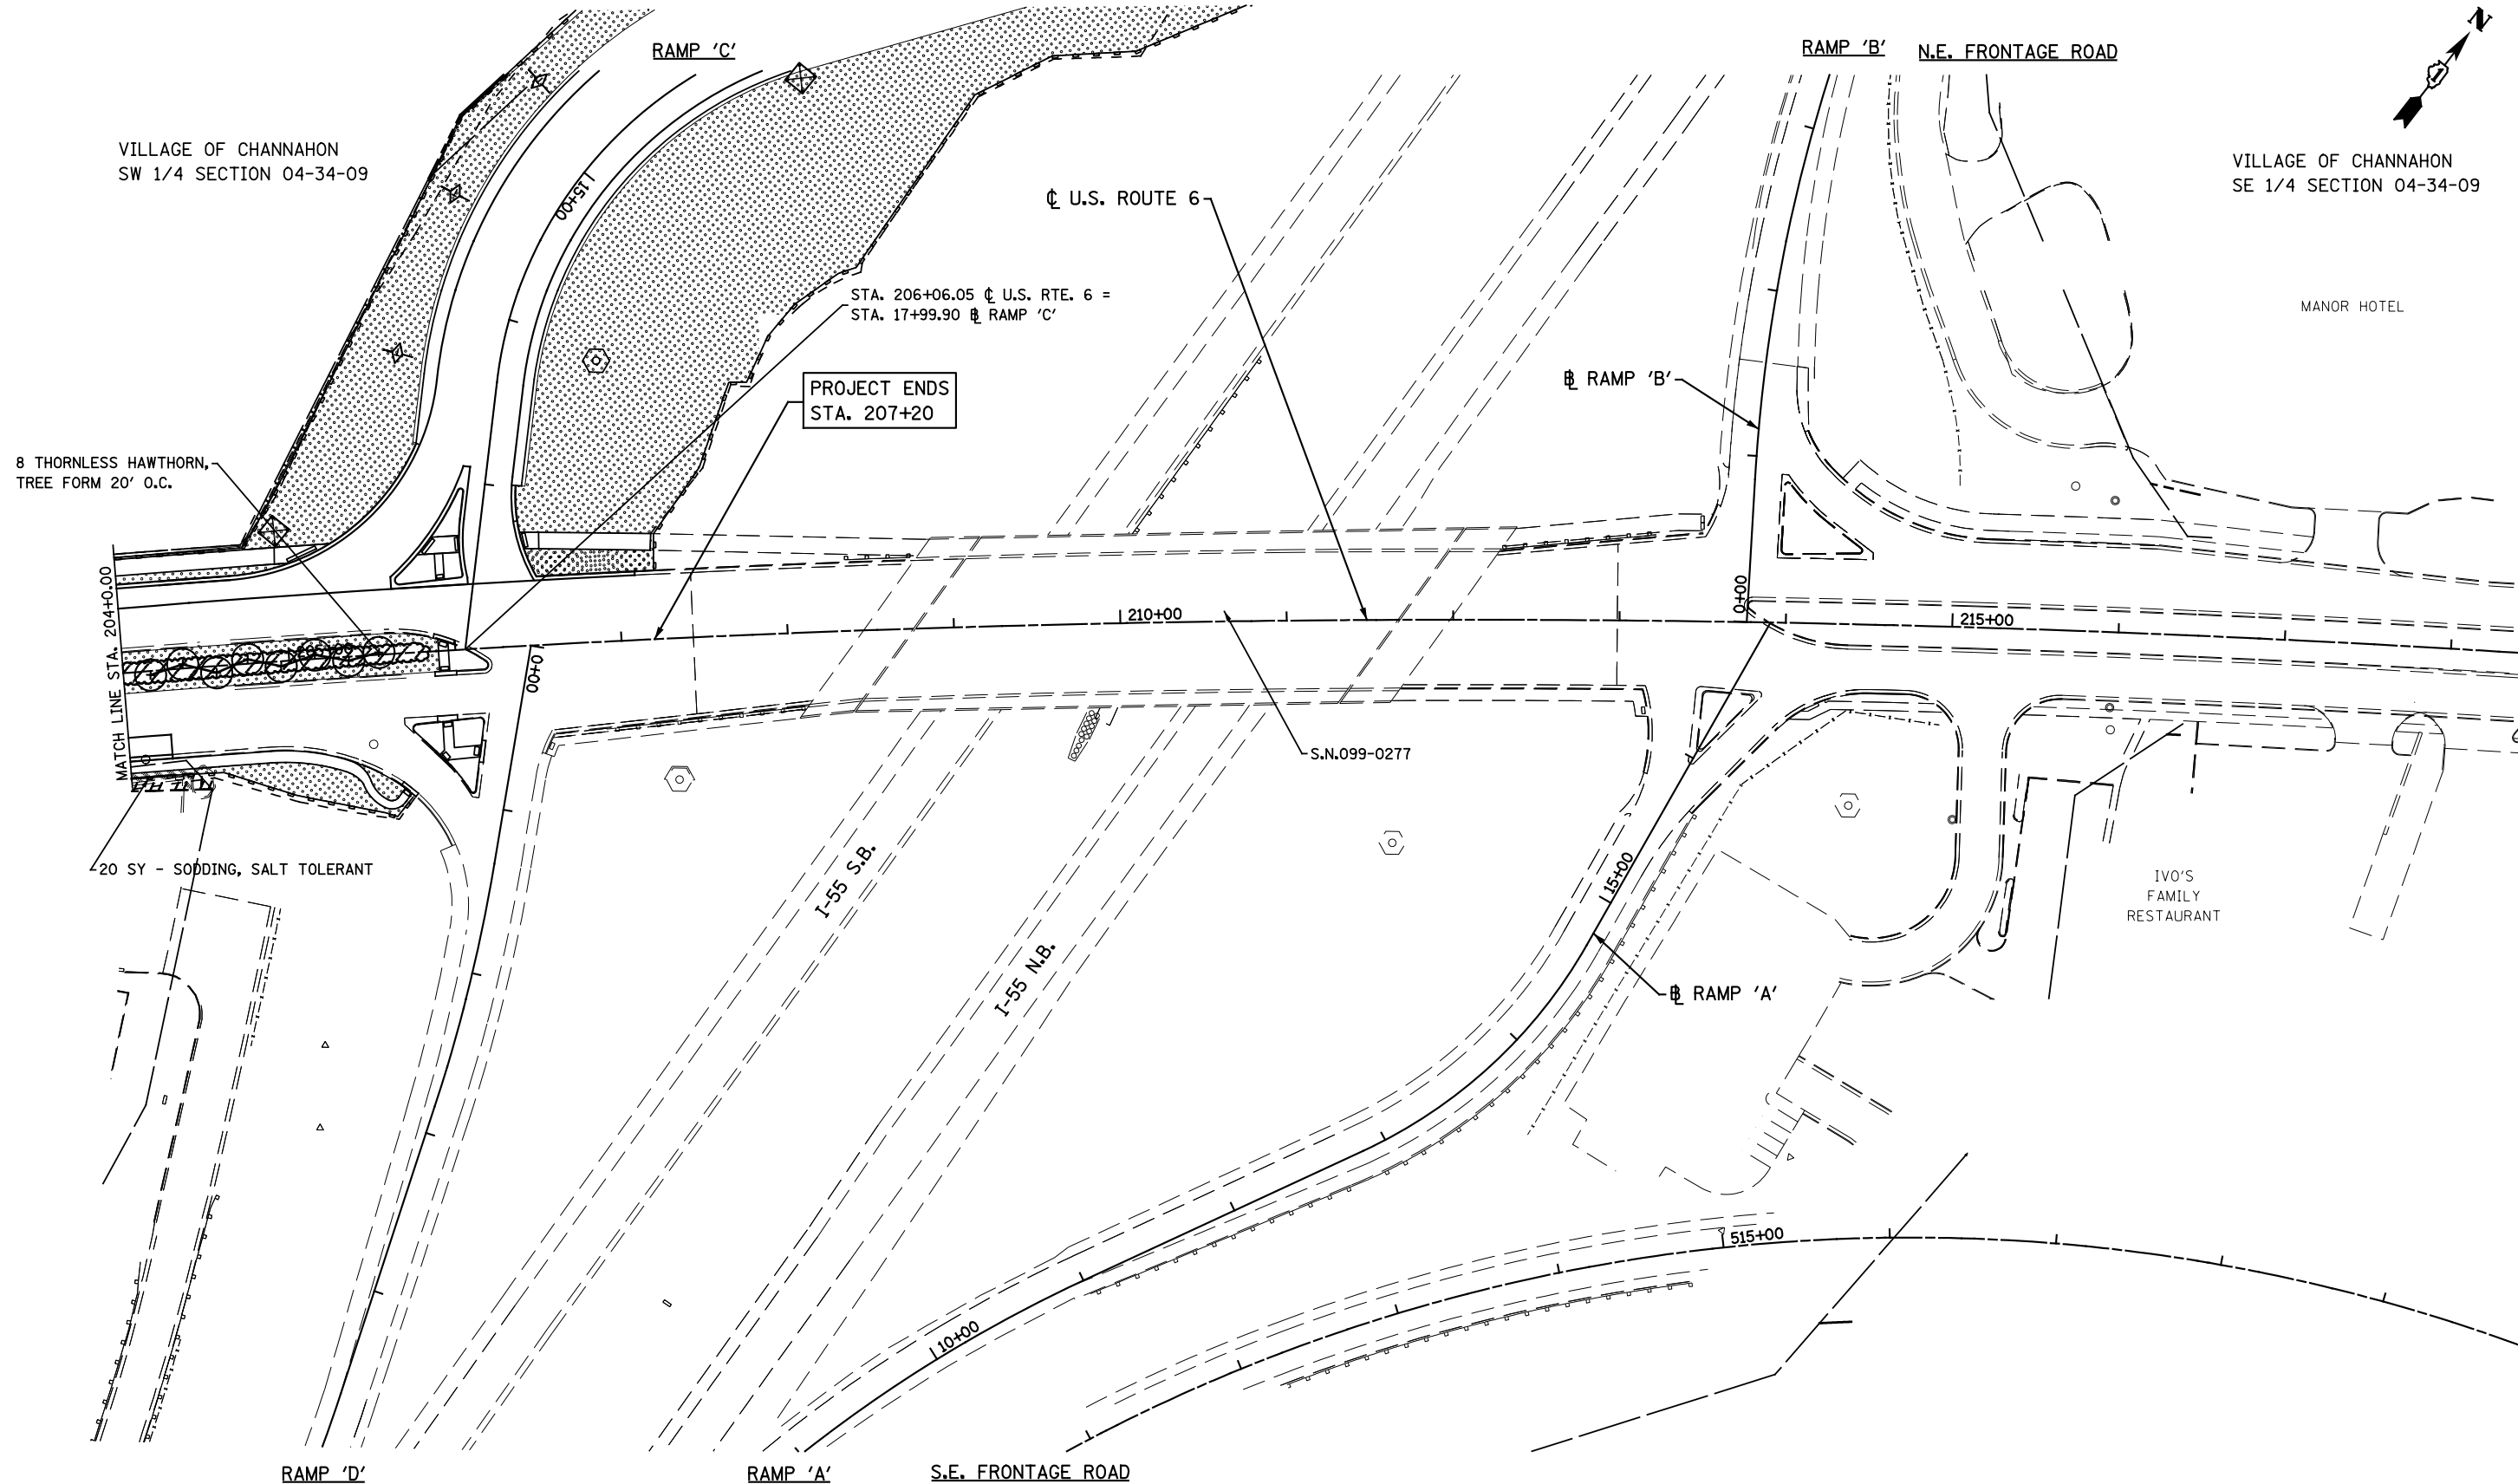 RAMP 'C'
RAMP 'B'
N.E. FRONTAGE ROAD
N
VILLAGE OF CHANNAHON
SW 1/4 SECTION 04-34-09
VILLAGE OF CHANNAHON
SE 1/4 SECTION 04-34-09
15+00
℄ U.S. ROUTE 6
STA. 206+06.05 ℄ U.S. RTE. 6 =
STA. 17+99.90 BL RAMP 'C'
MANOR HOTEL
PROJECT ENDS
STA. 207+20
BL RAMP 'B'
8 THORNLESS HAWTHORN,
TREE FORM 20' O.C.
MATCH LINE STA. 204+0.00
0+00
210+00
0+00
215+00
S.N.099-0277
20 SY - SODDING, SALT TOLERANT
I-55 S.B.
15+00
IVO'S
FAMILY
RESTAURANT
I-55 N.B.
BL RAMP 'A'
515+00
10+00
RAMP 'D'
RAMP 'A'
S.E. FRONTAGE ROAD